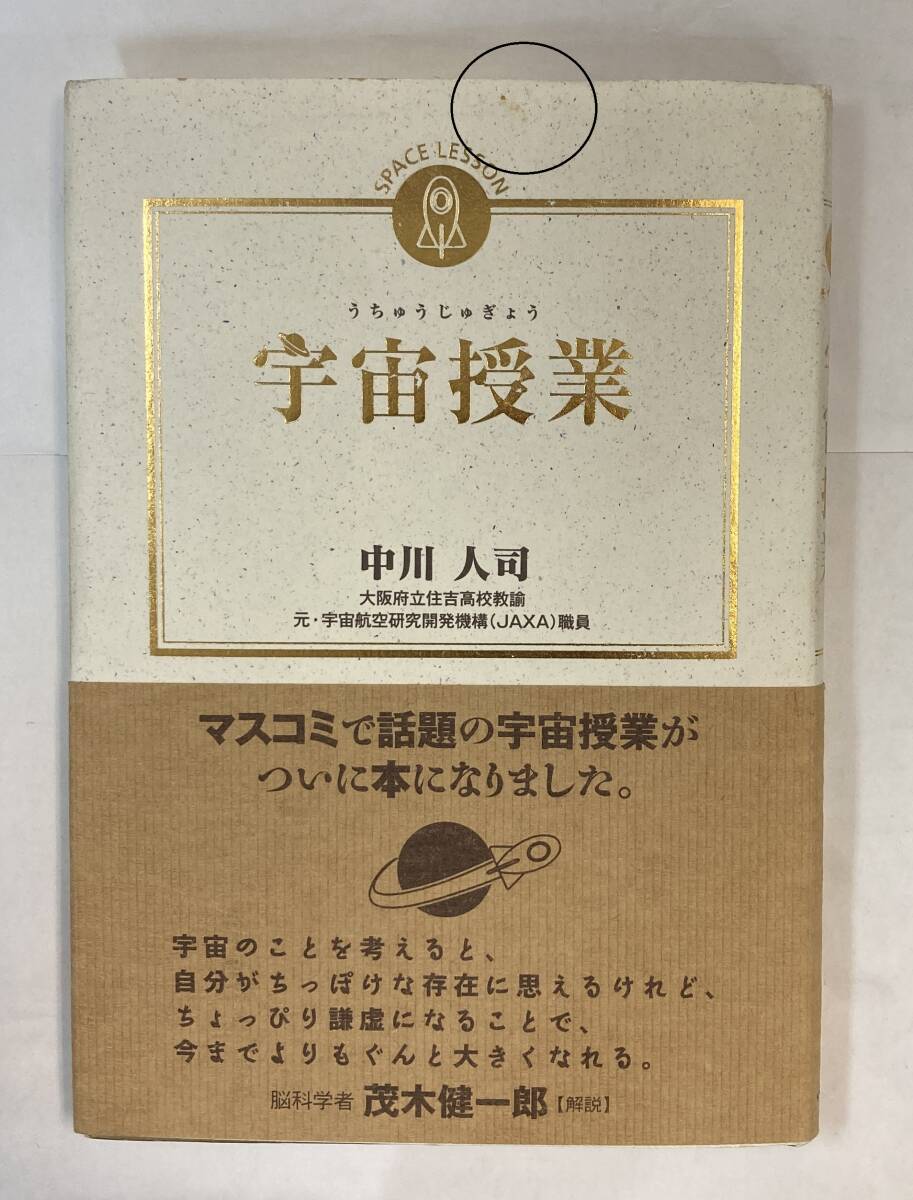 SPACE LESSON
うちゅうじゅぎょう
宇宙授業
中川 人司
大阪府立住吉高校教諭
元・宇宙航空研究開発機構(JAXA)職員
マスコミで話題の宇宙授業が
ついに本になりました。
宇宙のことを考えると、
自分がちっぽけな存在に思えるけれど、
ちょっぴり謙虚になることで、
今までよりもぐんと大きくなれる。
脳科学者 茂木健一郎【解説】